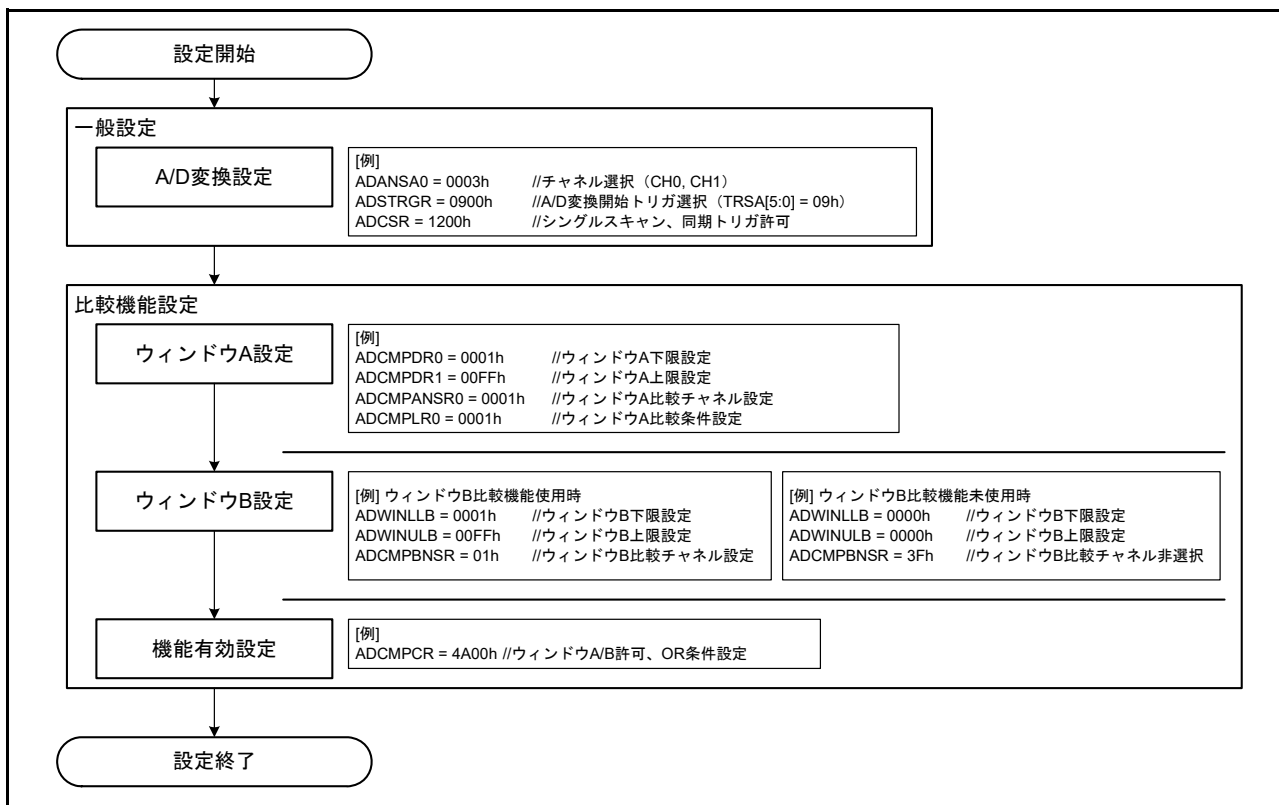 設定開始
一般設定
A/D変換設定
[例]
ADANSA0 = 0003h //チャネル選択（CH0, CH1）
ADSTRGR = 0900h //A/D変換開始トリガ選択（TRSA[5:0] = 09h）
ADCSR = 1200h //シングルスキャン、同期トリガ許可
比較機能設定
ウィンドウA設定
[例]
ADCMPDR0 = 0001h //ウィンドウA下限設定
ADCMPDR1 = 00FFh //ウィンドウA上限設定
ADCMPANSR0 = 0001h //ウィンドウA比較チャネル設定
ADCMPLR0 = 0001h //ウィンドウA比較条件設定
ウィンドウB設定
[例] ウィンドウB比較機能使用時
ADWINLLB = 0001h //ウィンドウB下限設定
ADWINULB = 00FFh //ウィンドウB上限設定
ADCMPBNSR = 01h //ウィンドウB比較チャネル設定
[例] ウィンドウB比較機能未使用時
ADWINLLB = 0000h //ウィンドウB下限設定
ADWINULB = 0000h //ウィンドウB上限設定
ADCMPBNSR = 3Fh //ウィンドウB比較チャネル非選択
機能有効設定
[例]
ADCMPCR = 4A00h //ウィンドウA/B許可、OR条件設定
設定終了